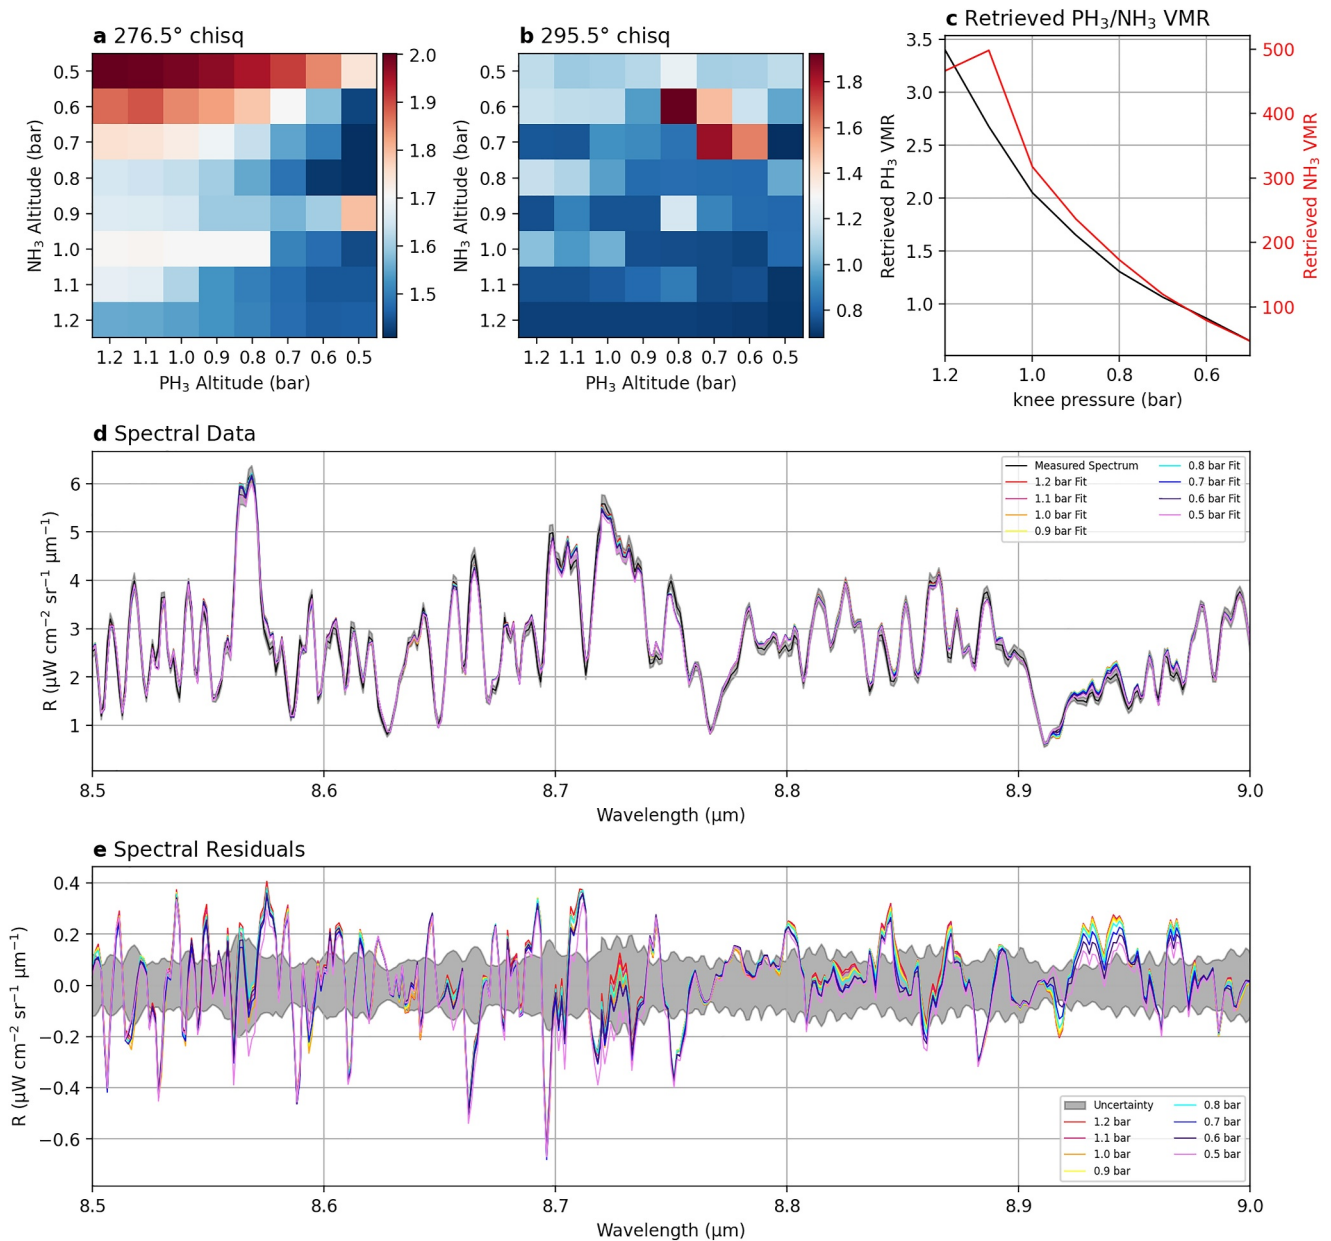 a 276.5° chisq
0.5
0.6
0.7
0.8
0.9
1.0
1.1
1.2
NH₃ Altitude (bar)
1.2 1.1 1.0 0.9 0.8 0.7 0.6 0.5
PH₃ Altitude (bar)
2.0
1.9
1.8
1.7
1.6
1.5
b 295.5° chisq
0.5
0.6
0.7
0.8
0.9
1.0
1.1
1.2
NH₃ Altitude (bar)
1.2 1.1 1.0 0.9 0.8 0.7 0.6 0.5
PH₃ Altitude (bar)
1.8
1.6
1.4
1.2
1.0
0.8
c Retrieved PH₃/NH₃ VMR
3.5
3.0
2.5
2.0
1.5
1.0
Retrieved PH₃ VMR
500
400
300
200
100
Retrieved NH₃ VMR
1.2 1.0 0.8 0.6
knee pressure (bar)
d Spectral Data
6
5
4
3
2
1
R (μW cm⁻² sr⁻¹ μm⁻¹)
Measured Spectrum
1.2 bar Fit
1.1 bar Fit
1.0 bar Fit
0.9 bar Fit
0.8 bar Fit
0.7 bar Fit
0.6 bar Fit
0.5 bar Fit
8.5 8.6 8.7 8.8 8.9 9.0
Wavelength (μm)
e Spectral Residuals
0.4
0.2
0.0
−0.2
−0.4
−0.6
R (μW cm⁻² sr⁻¹ μm⁻¹)
Uncertainty
1.2 bar
1.1 bar
1.0 bar
0.9 bar
0.8 bar
0.7 bar
0.6 bar
0.5 bar
8.5 8.6 8.7 8.8 8.9 9.0
Wavelength (μm)